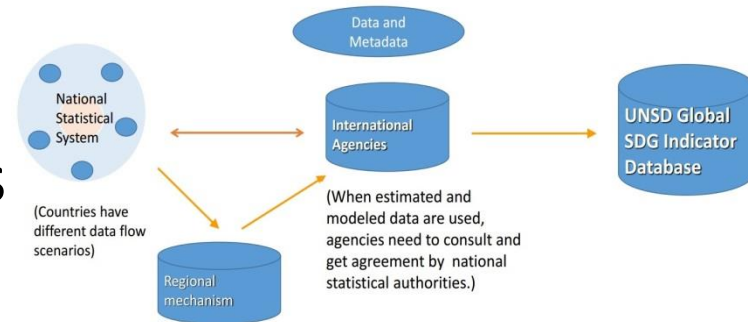 Data and
Metadata
National
Statistical
System
International
Agencies
UNSD Global
SDG Indicator
Database
(Countries have
different data flow
scenarios)
(When estimated and
modeled data are used,
agencies need to consult and
get agreement by national
statistical authorities.)
Regional
mechanism